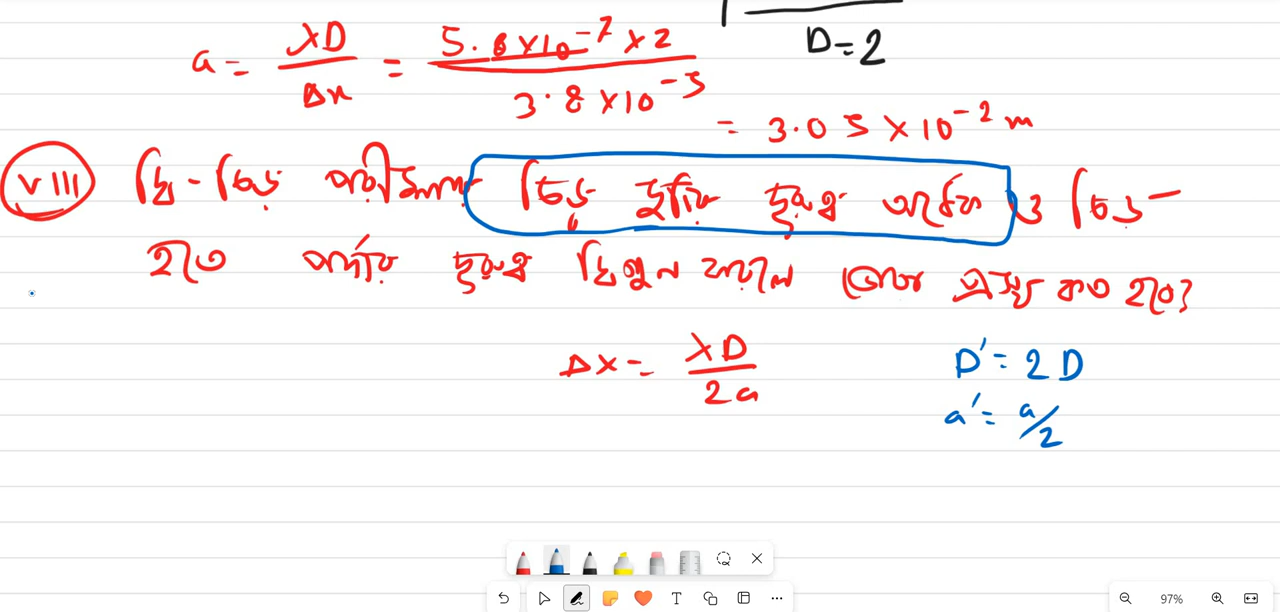 D=2
a = λD/Δx = 5.8×10⁻⁷×2/3.8×10⁻⁵
= 3.05×10⁻² m
VIII দ্বি-চিড় পরীক্ষায় চিড় দুটির দূরত্ব অর্ধেক ও চিড়
হতে পর্দার দূরত্ব দ্বিগুন করলে ডোরা প্রস্থ কত হবে?
Δx = λD/2a
D' = 2D
a' = a/2
97%